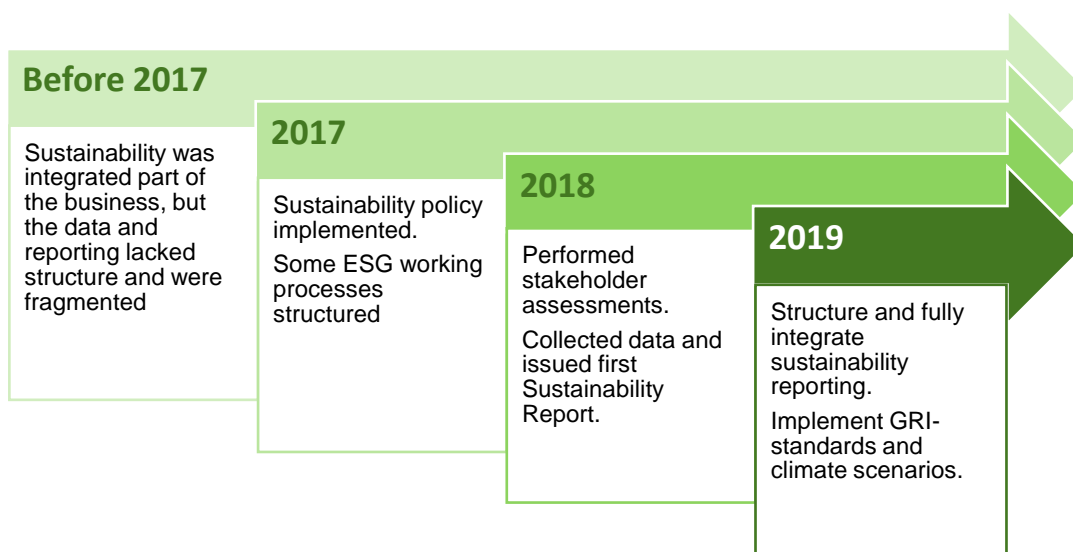 Before 2017
Sustainability was
integrated part of
the business, but
the data and
reporting lacked
structure and were
fragmented
2017
Sustainability policy
implemented.
Some ESG working
processes
structured
2018
Performed
stakeholder
assessments.
Collected data and
issued first
Sustainability
Report.
2019
Structure and fully
integrate
sustainability
reporting.
Implement GRI-
standards and
climate scenarios.